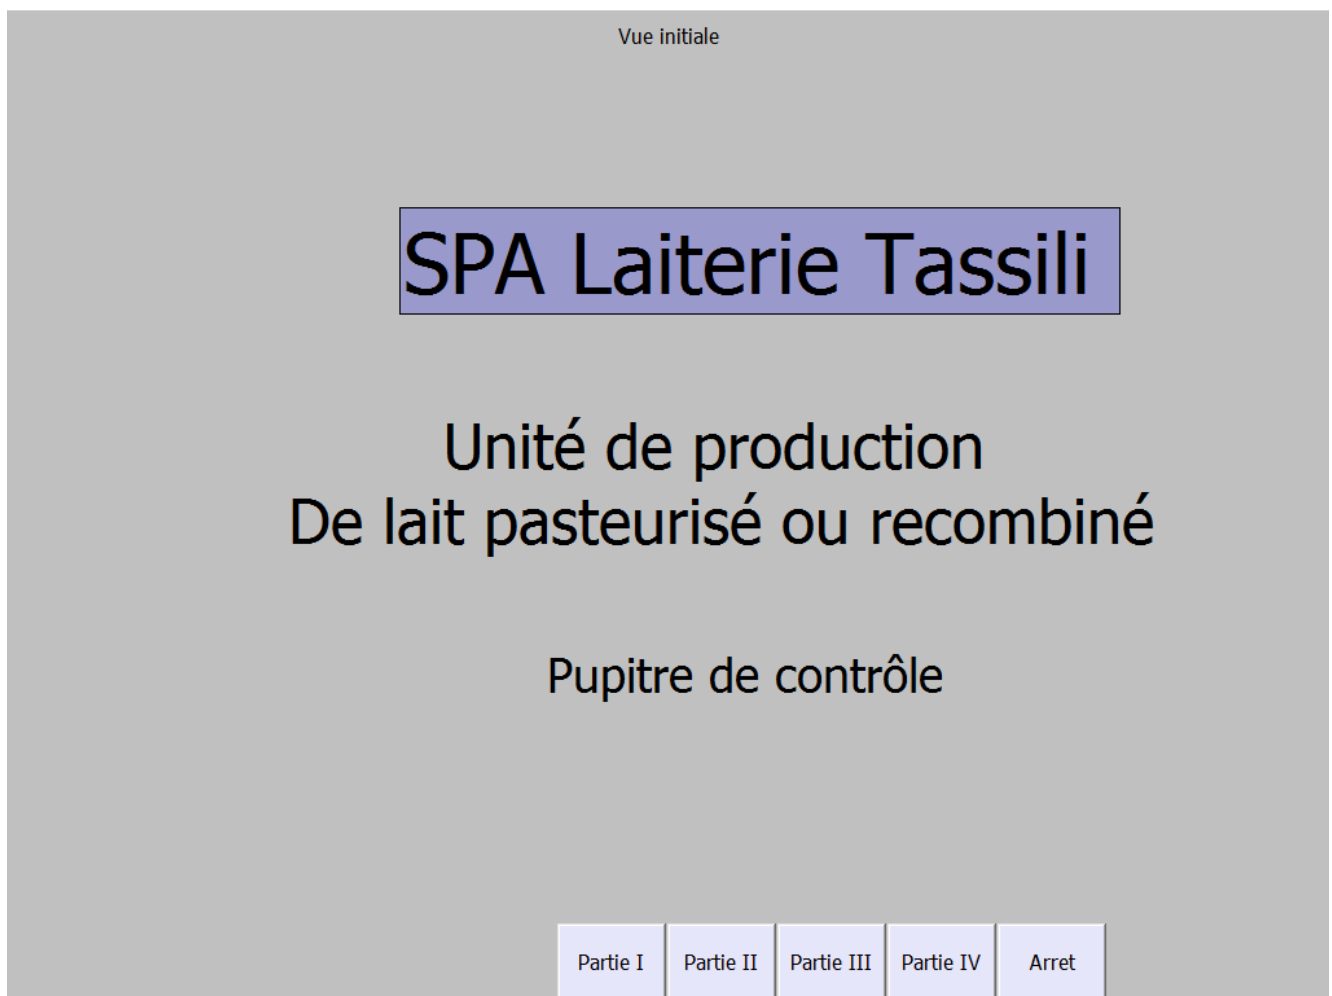 Vue initiale
SPA Laiterie Tassili
Unité de production
De lait pasteurisé ou recombiné
Pupitre de contrôle
Partie I
Partie II
Partie III
Partie IV
Arret